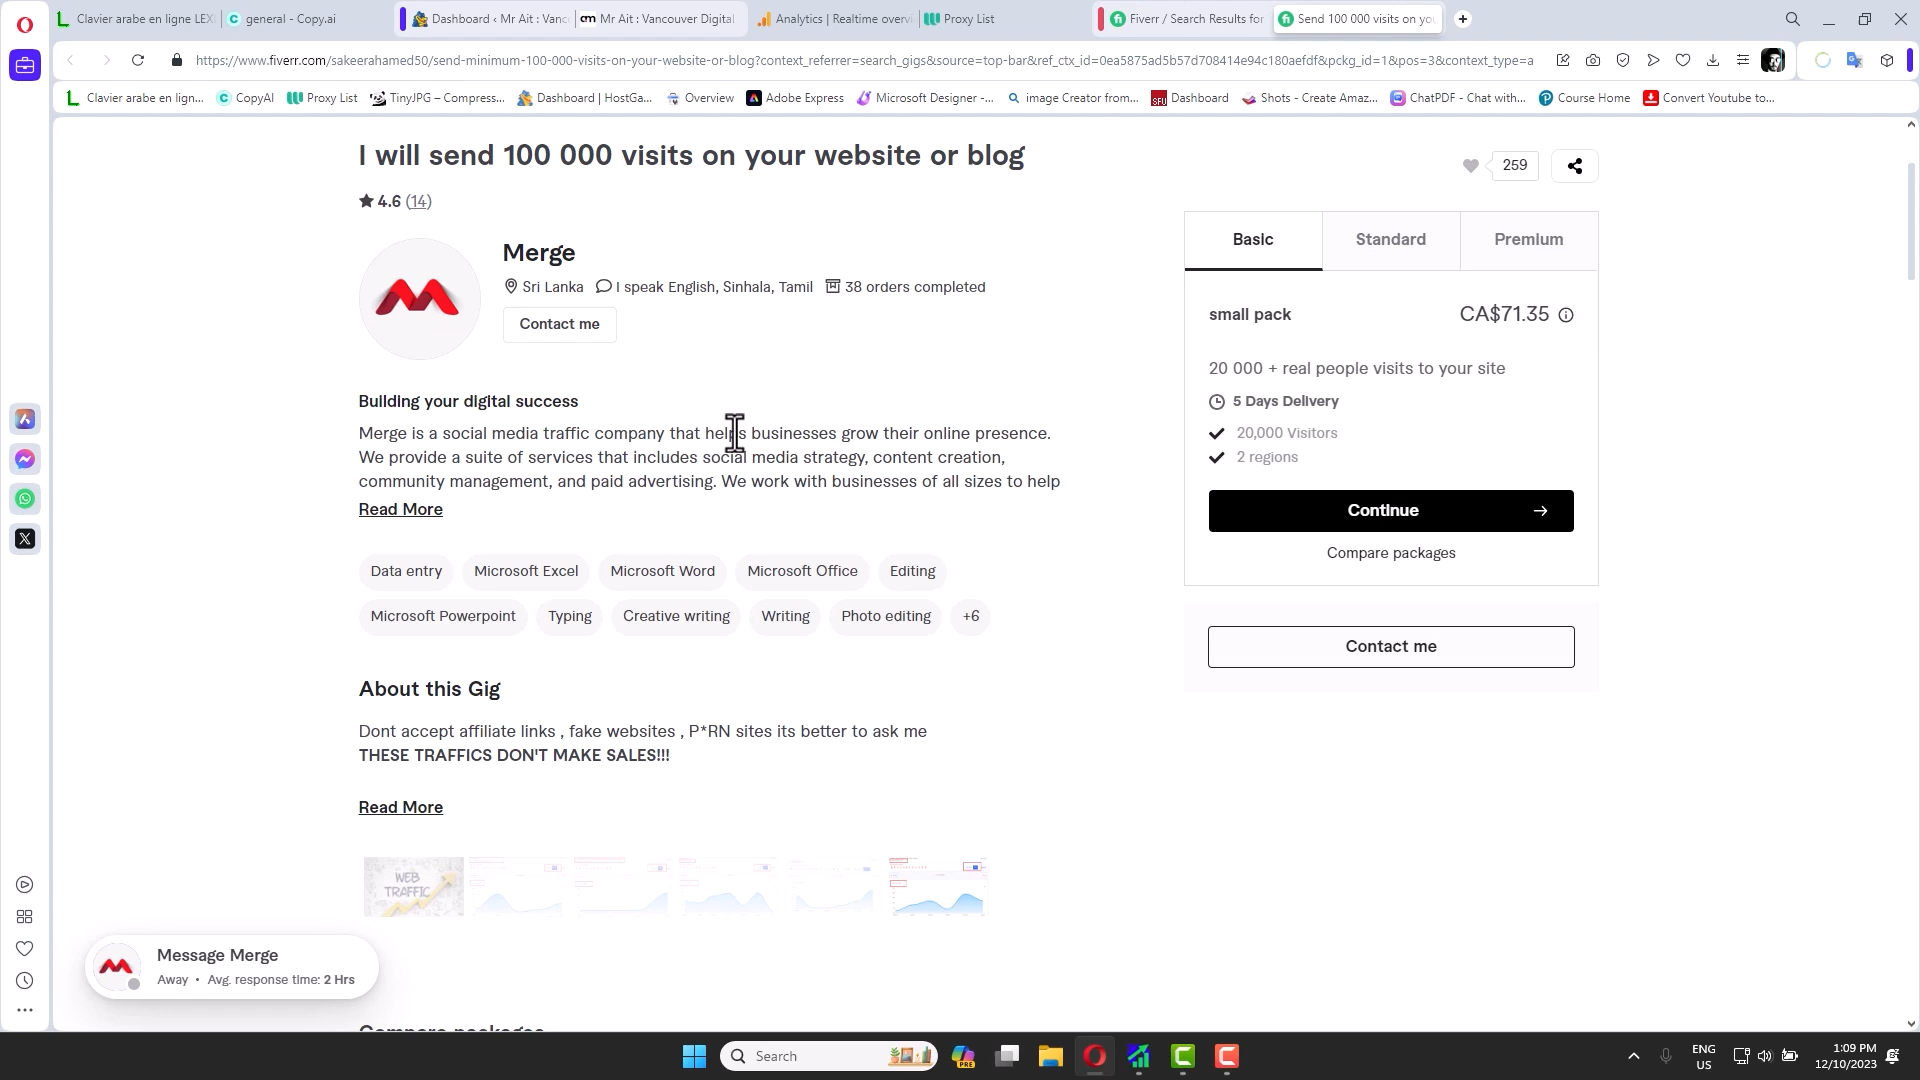 Clavier arabe en ligne LEX
general - Copy.ai
Dashboard ‹ Mr Ait : Vanc
Mr Ait : Vancouver Digital
Analytics | Realtime overvi
Proxy List
Fiverr / Search Results for
Send 100 000 visits on you
https://www.fiverr.com/sakeerahamed50/send-minimum-100-000-visits-on-your-website-or-blog?context_referrer=search_gigs&source=top-bar&ref_ctx_id=0ea5875ad5b57d708414e94c180aefdf&pckg_id=1&pos=3&context_type=a
Clavier arabe en lign...
CopyAI
Proxy List
TinyJPG – Compress...
Dashboard | HostGa...
Overview
Adobe Express
Microsoft Designer -...
image Creator from...
Dashboard
Shots - Create Amaz...
ChatPDF - Chat with...
Course Home
Convert Youtube to...
I will send 100 000 visits on your website or blog
259
4.6 (14)
Merge
Sri Lanka
I speak English, Sinhala, Tamil
38 orders completed
Contact me
Building your digital success
Merge is a social media traffic company that helps businesses grow their online presence.
We provide a suite of services that includes social media strategy, content creation,
community management, and paid advertising. We work with businesses of all sizes to help
Read More
Data entry
Microsoft Excel
Microsoft Word
Microsoft Office
Editing
Microsoft Powerpoint
Typing
Creative writing
Writing
Photo editing
+6
About this Gig
Dont accept affiliate links , fake websites , P*RN sites its better to ask me
THESE TRAFFICS DON'T MAKE SALES!!!
Read More
WEB
TRAFFIC
Basic
Standard
Premium
small pack
CA$71.35
20 000 + real people visits to your site
5 Days Delivery
20,000 Visitors
2 regions
Continue
Compare packages
Contact me
Message Merge
Away • Avg. response time: 2 Hrs
Compare packages
Search
PRE
ENG
US
1:09 PM
12/10/2023